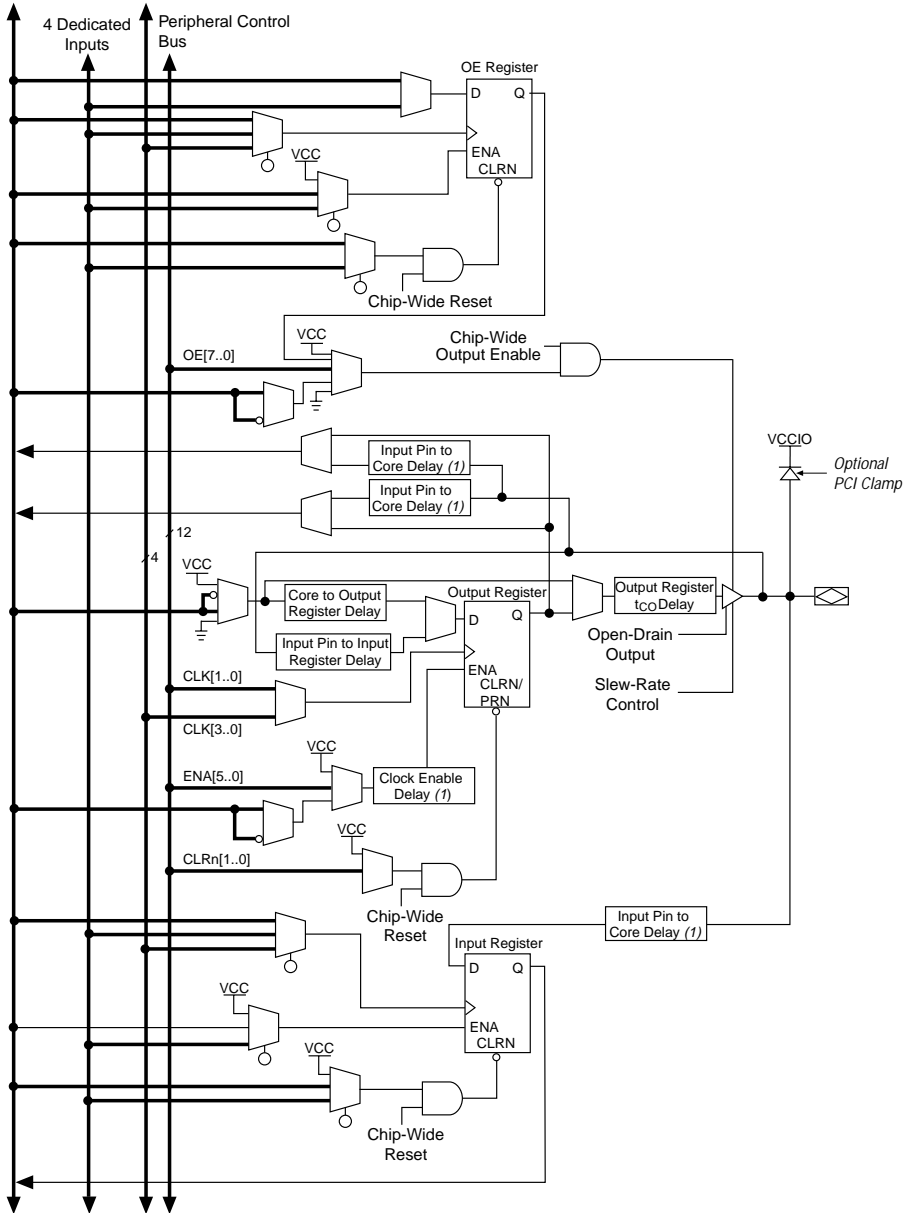 4 Dedicated
Inputs
Peripheral Control
Bus
OE Register
D Q
ENA
CLRN
VCC
Chip-Wide Reset
VCC
OE[7..0]
Chip-Wide
Output Enable
Input Pin to
Core Delay (1)
Input Pin to
Core Delay (1)
VCCIO
Optional
PCI Clamp
12
4
VCC
Core to Output
Register Delay
Input Pin to Input
Register Delay
Output Register
D Q
ENA
CLRN/
PRN
Output Register
tCO Delay
Open-Drain
Output
Slew-Rate
Control
CLK[1..0]
CLK[3..0]
VCC
ENA[5..0]
Clock Enable
Delay (1)
VCC
CLRn[1..0]
Chip-Wide
Reset
Input Pin to
Core Delay (1)
Input Register
D Q
ENA
CLRN
VCC
VCC
Chip-Wide
Reset